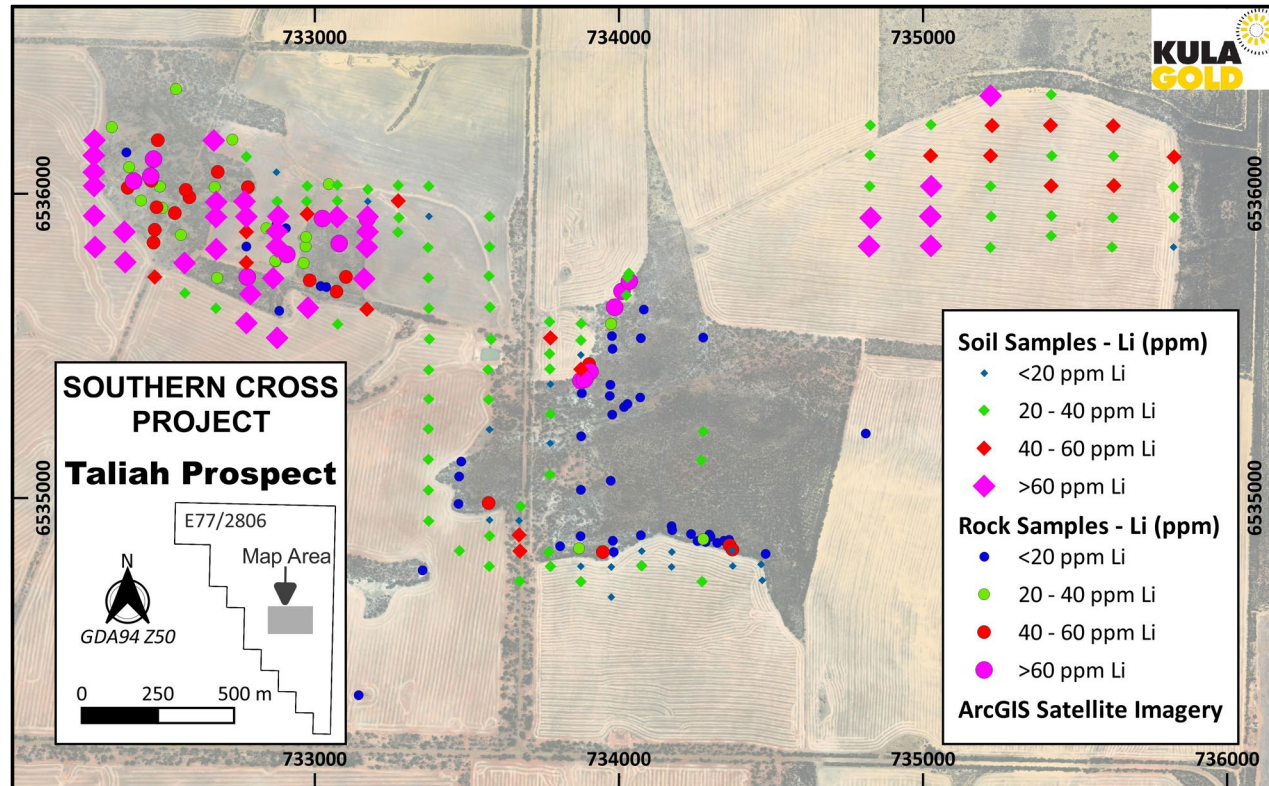 733000
734000
735000
KULA
GOLD
6536000
6536000
6535000
6535000
SOUTHERN CROSS
PROJECT
Taliah Prospect
E77/2806
Map Area
N
GDA94 Z50
0 250 500 m
Soil Samples - Li (ppm)
<20 ppm Li
20 - 40 ppm Li
40 - 60 ppm Li
>60 ppm Li
Rock Samples - Li (ppm)
<20 ppm Li
20 - 40 ppm Li
40 - 60 ppm Li
>60 ppm Li
ArcGIS Satellite Imagery
733000
734000
735000
736000